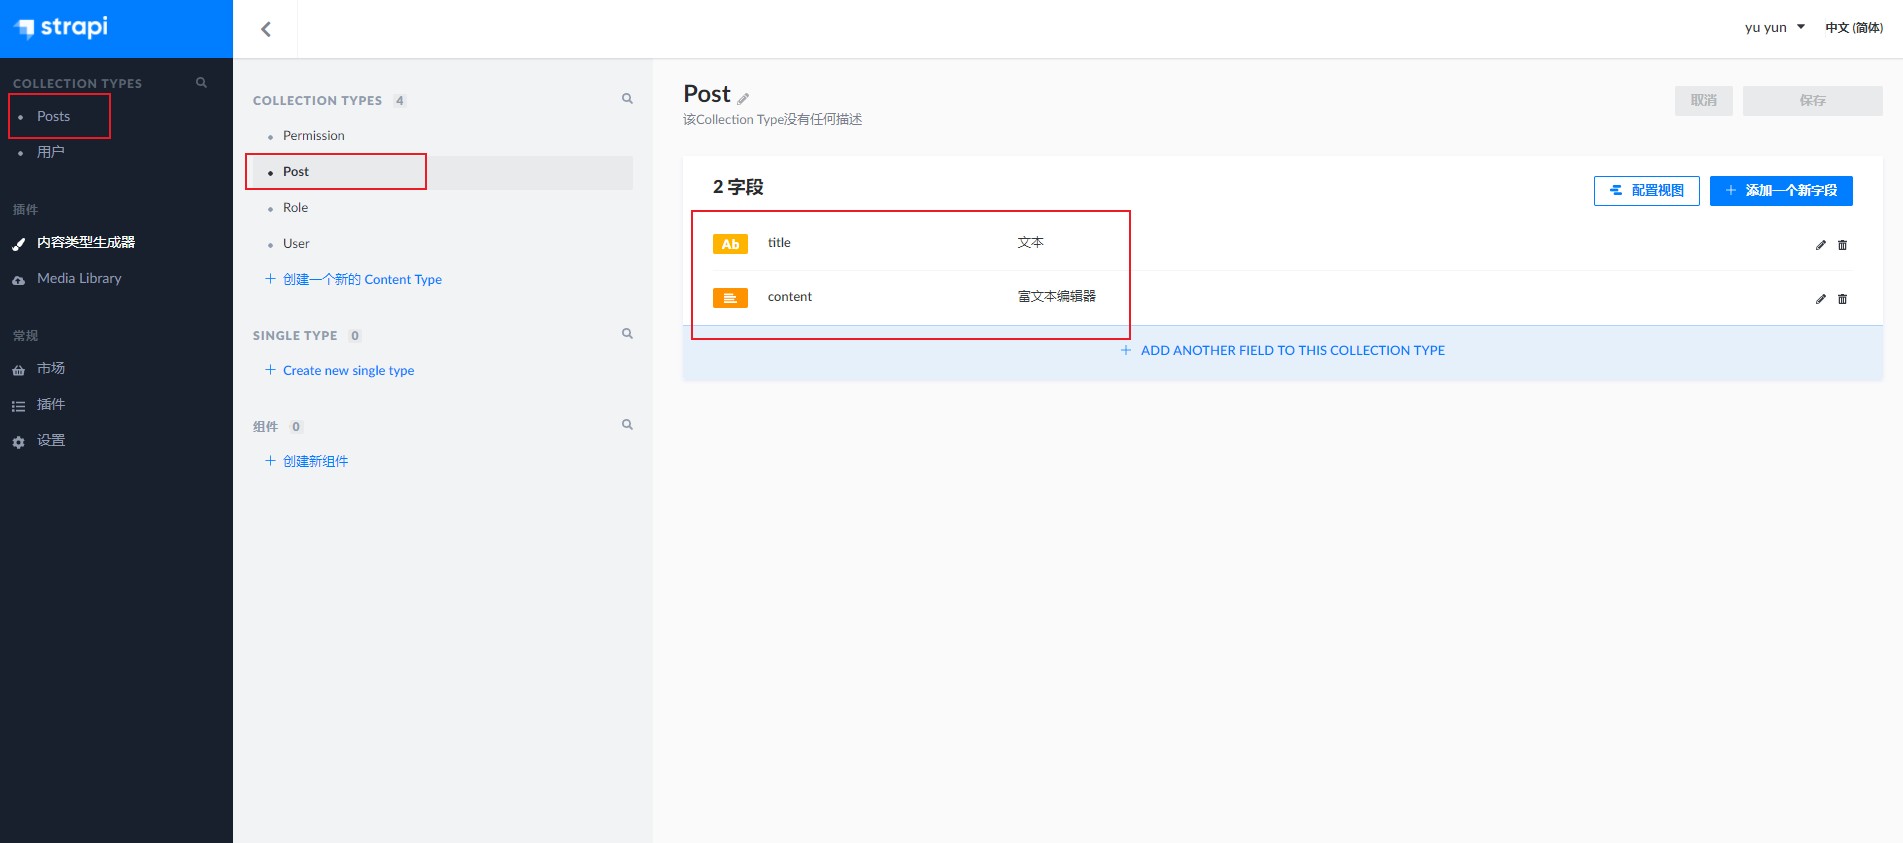 strapi
yu yun
中文 (简体)
COLLECTION TYPES
Posts
用户
插件
内容类型生成器
Media Library
常规
市场
插件
设置
COLLECTION TYPES 4
Permission
Post
Role
User
创建一个新的 Content Type
SINGLE TYPE 0
Create new single type
组件 0
创建新组件
Post
该Collection Type没有任何描述
取消
保存
2 字段
配置视图
添加一个新字段
Ab title 文本
content 富文本编辑器
ADD ANOTHER FIELD TO THIS COLLECTION TYPE